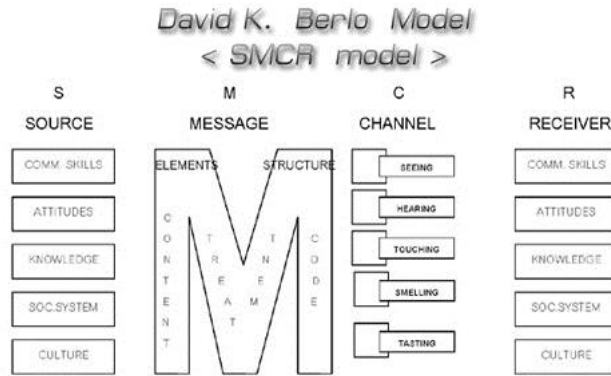 David K. Berlo Model
< SMCR model >
S M C R
SOURCE MESSAGE CHANNEL RECEIVER
COMM. SKILLS
ATTITUDES
KNOWLEDGE
SOC.SYSTEM
CULTURE
ELEMENTS STRUCTURE
CONTENT
TREATMENT
CODE
SEEING
HEARING
TOUCHING
SMELLING
TASTING
COMM. SKILLS
ATTITUDES
KNOWLEDGE
SOC.SYSTEM
CULTURE